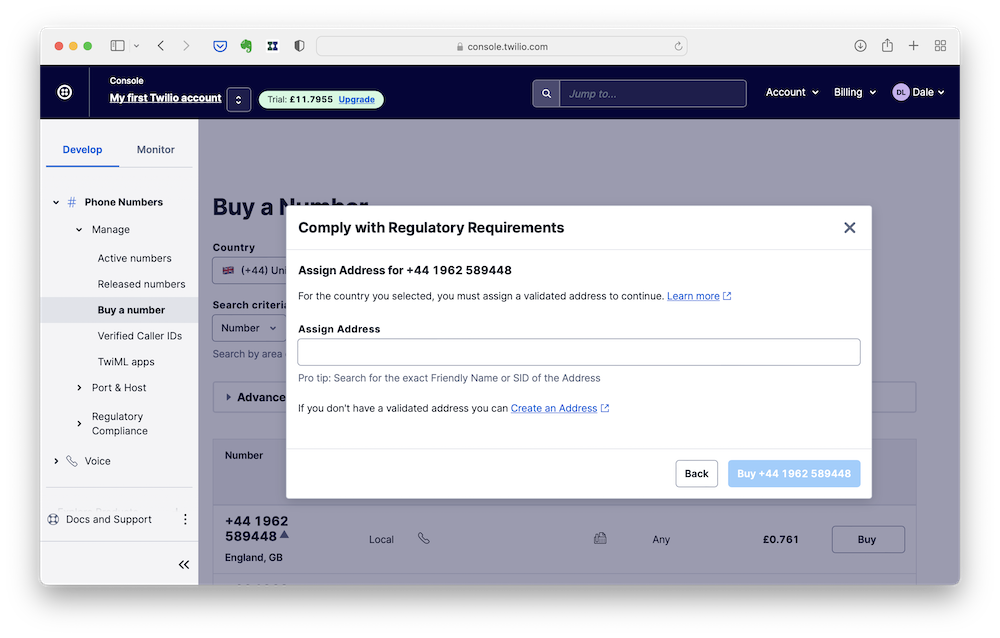 console.twilio.com
Console
My first Twilio account
Trial: £11.7955 Upgrade
Jump to...
Account
Billing
DL Dale
Develop
Monitor
# Phone Numbers
Manage
Active numbers
Released numbers
Buy a number
Verified Caller IDs
TwiML apps
Port & Host
Regulatory
Compliance
Voice
Docs and Support
Buy a Number
Country
(+44) Uni
Search criteria
Number
Search by area
Advance
Comply with Regulatory Requirements
Assign Address for +44 1962 589448
For the country you selected, you must assign a validated address to continue. Learn more
Assign Address
Pro tip: Search for the exact Friendly Name or SID of the Address
If you don't have a validated address you can Create an Address
Back
Buy +44 1962 589448
Number
+44 1962
589448
England, GB
Local
Any
£0.761
Buy